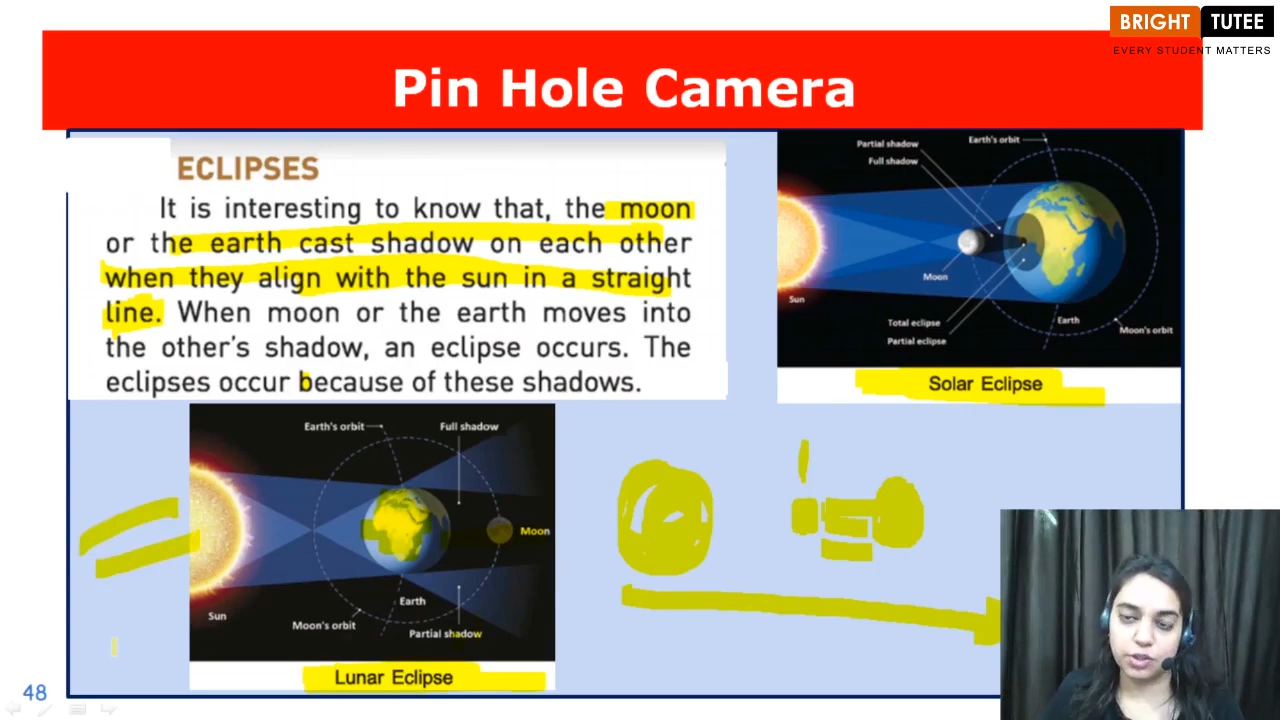 BRIGHT TUTEE
EVERY STUDENT MATTERS
Pin Hole Camera
ECLIPSES
It is interesting to know that, the moon
or the earth cast shadow on each other
when they align with the sun in a straight
line. When moon or the earth moves into
the other's shadow, an eclipse occurs. The
eclipses occur because of these shadows.
Partial shadow
Earth's orbit
Full shadow
Moon
Sun
Total eclipse
Partial eclipse
Earth
Moon's orbit
Solar Eclipse
Earth's orbit
Full shadow
Moon
Earth
Sun
Moon's orbit
Partial shadow
Lunar Eclipse
48